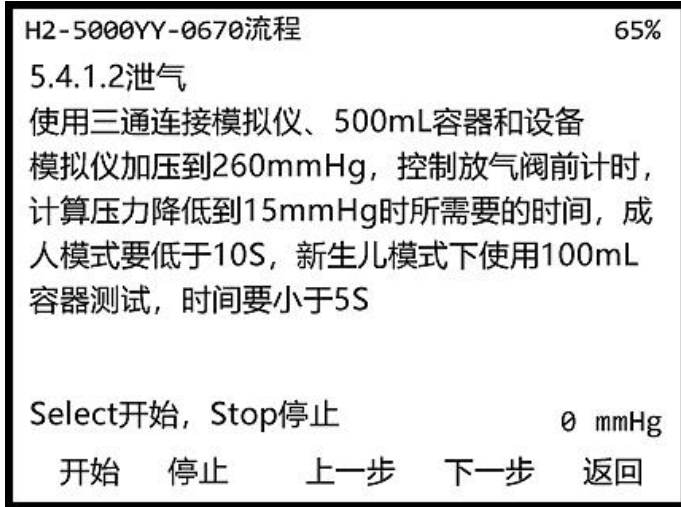 H2-5000YY-0670流程 65%
5.4.1.2泄气
使用三通连接模拟仪、500mL容器和设备
模拟仪加压到260mmHg，控制放气阀前计时，
计算压力降低到15mmHg时所需要的时间，成
人模式要低于10S，新生儿模式下使用100mL
容器测试，时间要小于5S
Select开始，Stop停止 0 mmHg
开始 停止 上一步 下一步 返回